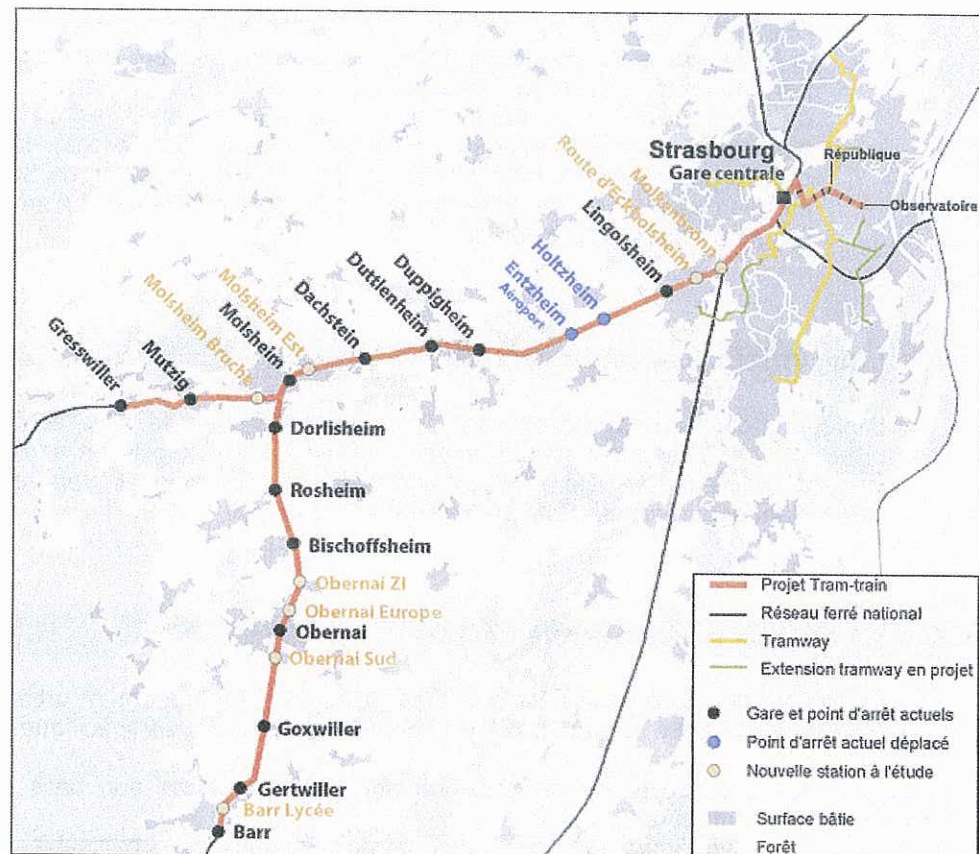 Strasbourg
Gare centrale
République
Observatoire
Molkenbronn
Route d'Eckbolsheim
Lingolsheim
Holtzheim
Entzheim
Aéroport
Duppigheim
Duttlenheim
Dachstein
Molsheim Est
Molsheim
Molsheim Bruche
Mutzig
Gresswiller
Dorlisheim
Rosheim
Bischoffsheim
Obernai ZI
Obernai Europe
Obernai
Obernai Sud
Goxwiller
Gertwiller
Barr Lycée
Barr
Projet Tram-train
Réseau ferré national
Tramway
Extension tramway en projet
Gare et point d'arrêt actuels
Point d'arrêt actuel déplacé
Nouvelle station à l'étude
Surface bâtie
Forêt